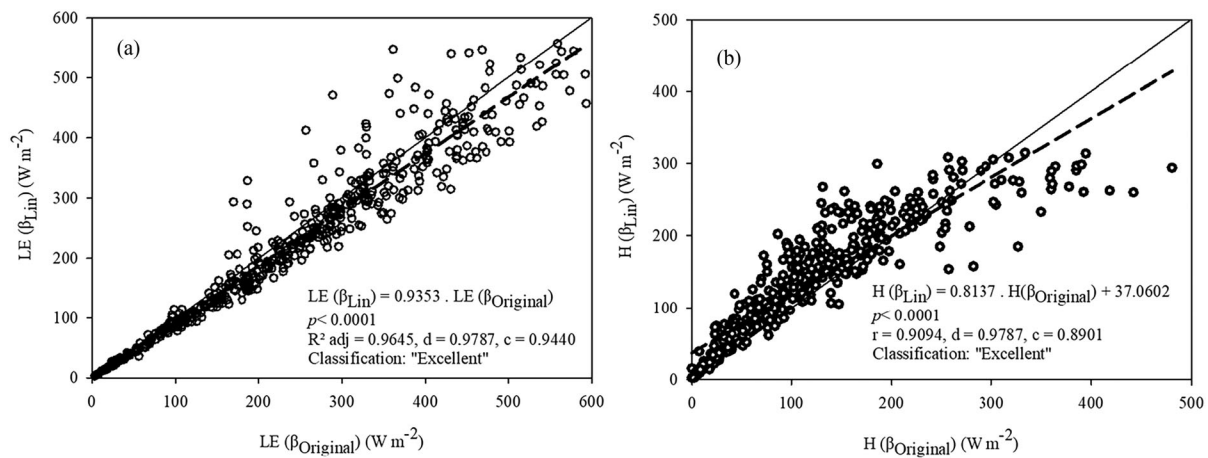 (a)
600
500
400
300
200
100
0
LE (βLin) (W m-2)
LE (βLin) = 0.9353 . LE (βOriginal)
p< 0.0001
R² adj = 0.9645, d = 0.9787, c = 0.9440
Classification: "Excellent"
0 100 200 300 400 500 600
LE (βOriginal) (W m-2)
(b)
500
400
300
200
100
0
H (βLin) (W m-2)
H (βLin) = 0.8137 . H(βOriginal) + 37.0602
p< 0.0001
r = 0.9094, d = 0.9787, c = 0.8901
Classification: "Excellent"
0 100 200 300 400 500
H (βOriginal) (W m-2)